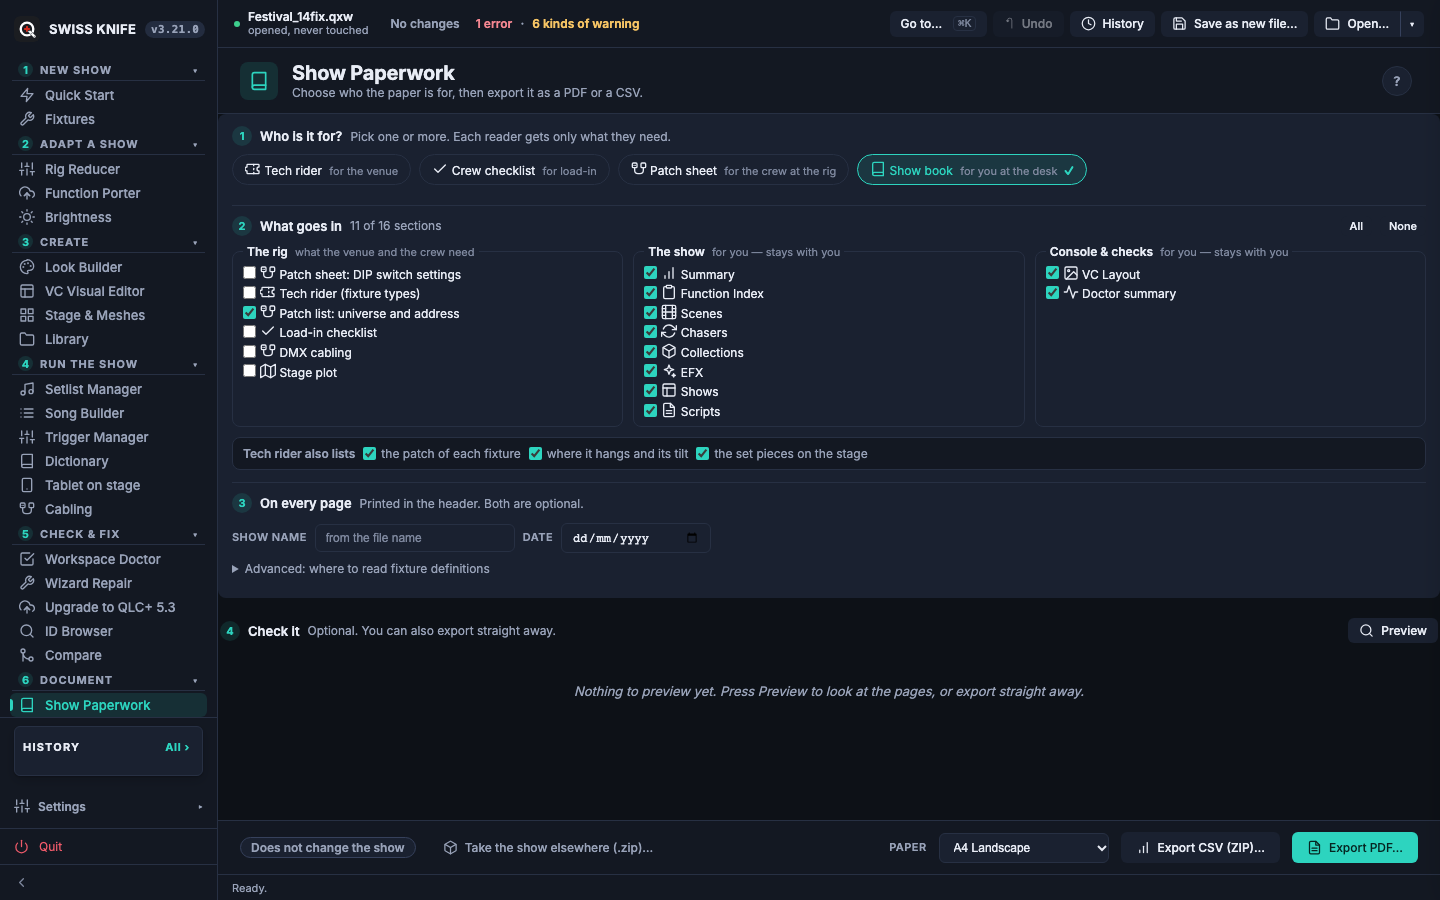 SWISS KNIFE v3.21.0
1 NEW SHOW
Quick Start
Fixtures
2 ADAPT A SHOW
Rig Reducer
Function Porter
Brightness
3 CREATE
Look Builder
VC Visual Editor
Stage & Meshes
Library
4 RUN THE SHOW
Setlist Manager
Song Builder
Trigger Manager
Dictionary
Tablet on stage
Cabling
5 CHECK & FIX
Workspace Doctor
Wizard Repair
Upgrade to QLC+ 5.3
ID Browser
Compare
6 DOCUMENT
Show Paperwork
HISTORY All ›
Settings
Quit
Festival_14fix.qxw
opened, never touched
No changes 1 error · 6 kinds of warning
Go to... ⌘K Undo History Save as new file... Open...
Show Paperwork
Choose who the paper is for, then export it as a PDF or a CSV.
?
1 Who is it for? Pick one or more. Each reader gets only what they need.
Tech rider for the venue Crew checklist for load-in Patch sheet for the crew at the rig Show book for you at the desk ✓
2 What goes in 11 of 16 sections All None
The rig what the venue and the crew need
Patch sheet: DIP switch settings
Tech rider (fixture types)
Patch list: universe and address
Load-in checklist
DMX cabling
Stage plot
The show for you — stays with you
Summary
Function Index
Scenes
Chasers
Collections
EFX
Shows
Scripts
Console & checks for you — stays with you
VC Layout
Doctor summary
Tech rider also lists the patch of each fixture where it hangs and its tilt the set pieces on the stage
3 On every page Printed in the header. Both are optional.
SHOW NAME from the file name DATE dd/mm/yyyy
Advanced: where to read fixture definitions
4 Check it Optional. You can also export straight away. Preview
Nothing to preview yet. Press Preview to look at the pages, or export straight away.
Does not change the show Take the show elsewhere (.zip)... PAPER A4 Landscape Export CSV (ZIP)... Export PDF...
Ready.